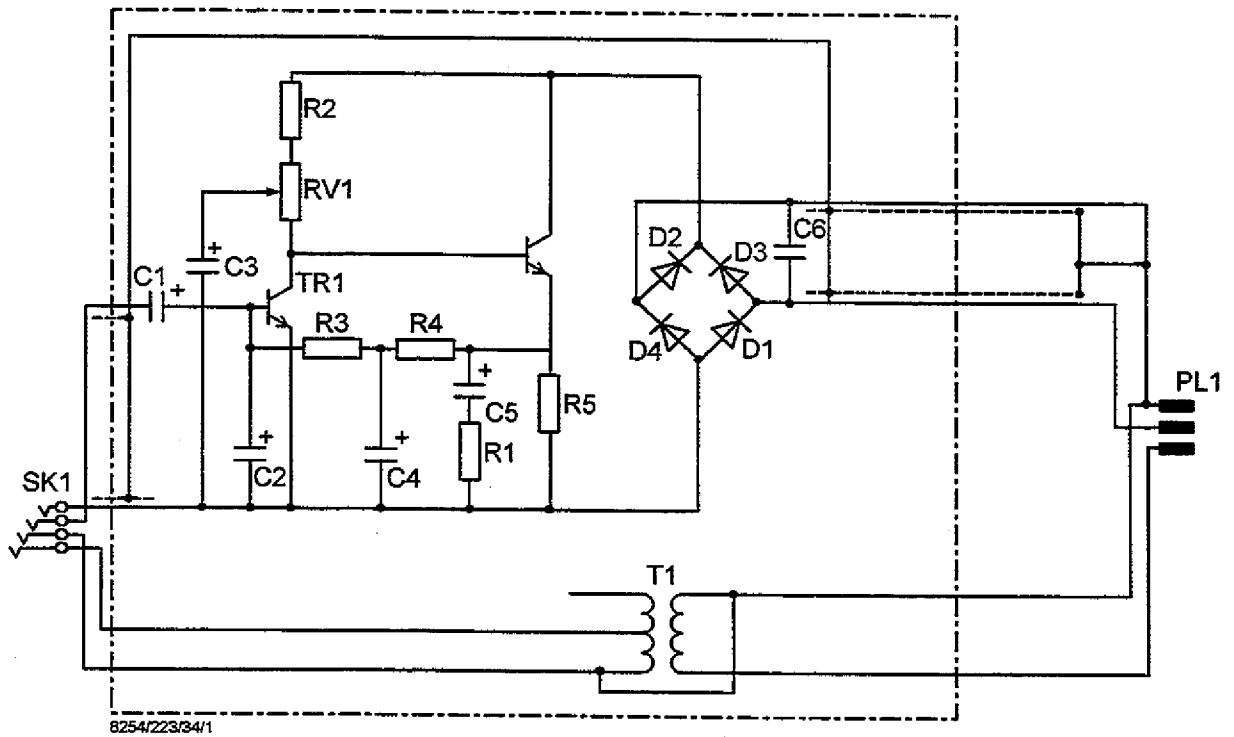 R2
RV1
D2
D3
C6
C1
+
+
C3
TR1
R3
R4
D4
D1
PL1
+
C5
R5
+
C2
+
C4
R1
SK1
T1
8254/223/34/1